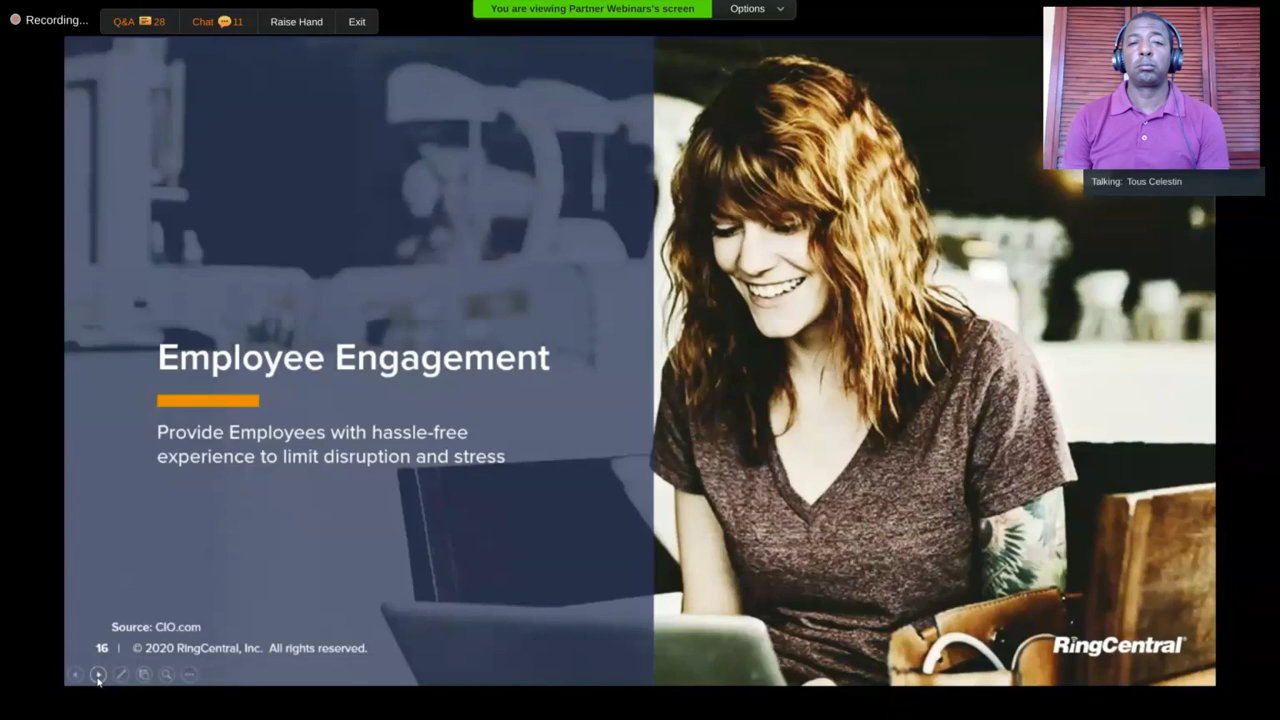 Recording...
Q&A 28
Chat 11
Raise Hand
Exit
You are viewing Partner Webinars's screen
Options
Talking: Tous Celestin
Employee Engagement
Provide Employees with hassle-free
experience to limit disruption and stress
Source: CIO.com
16 | © 2020 RingCentral, Inc. All rights reserved.
RingCentral®